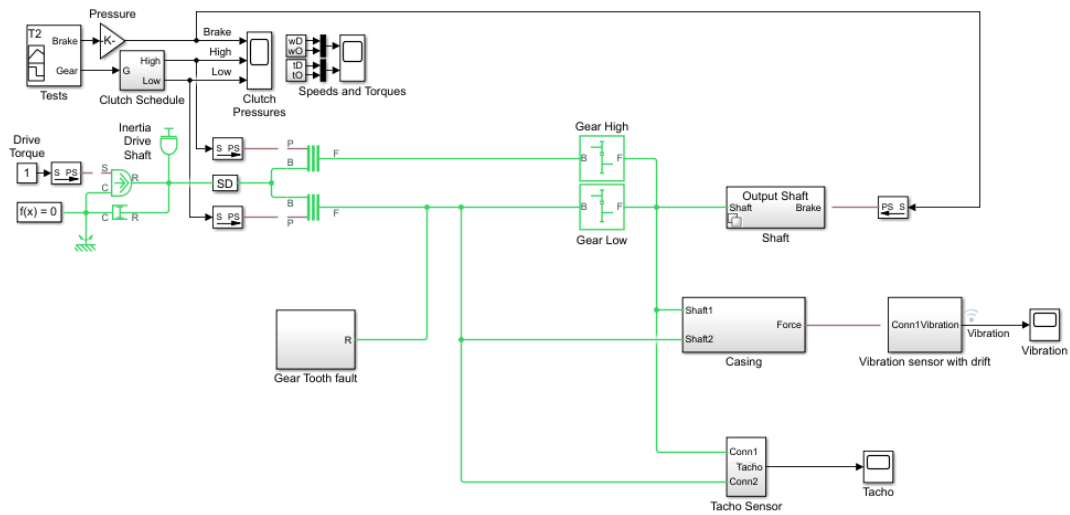 Pressure
T2
Brake
Gear
Tests
-K-
Brake
High
Low
G
High
Low
Clutch Schedule
Clutch
Pressures
wD
wO
tD
tO
Speeds and Torques
Drive
Torque
1
S PS
S
C
R
Inertia
Drive
Shaft
f(x) = 0
C
R
SD
S PS
P
B
F
S PS
B
P
F
Gear High
B
F
B
F
Gear Low
Output Shaft
Shaft
Brake
Shaft
PS S
R
Gear Tooth fault
Shaft1
Shaft2
Force
Casing
Conn1Vibration
Vibration sensor with drift
Vibration
Vibration
Conn1
Tacho
Conn2
Tacho Sensor
Tacho